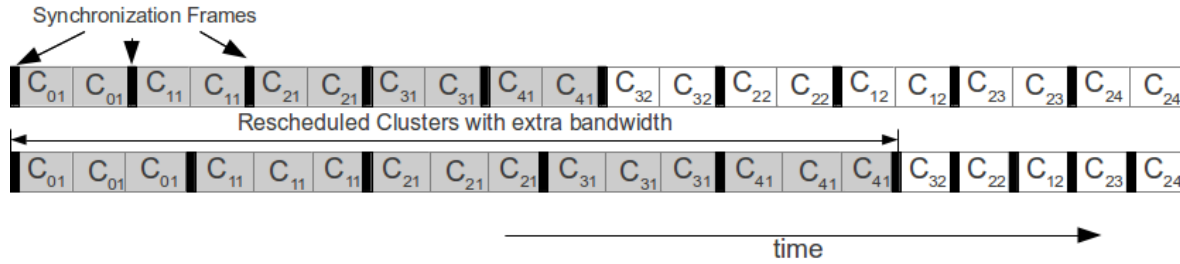 Synchronization Frames
C01 C01 C11 C11 C21 C21 C31 C31 C41 C41 C32 C32 C22 C22 C12 C12 C23 C23 C24 C24
Rescheduled Clusters with extra bandwidth
C01 C01 C01 C11 C11 C11 C21 C21 C21 C31 C31 C31 C41 C41 C41 C32 C22 C12 C23 C24
time